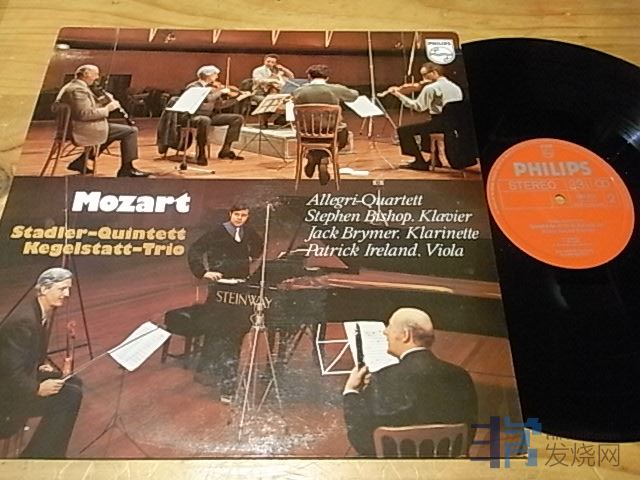 PHILIPS
Mozart
Stadler-Quintett
Kegelstatt-Trio
Allegri-Quartett
Stephen Bishop, Klavier
Jack Brymer, Klarinette
Patrick Ireland, Viola
STEINWAY
PHILIPS
STEREO
2
发烧网